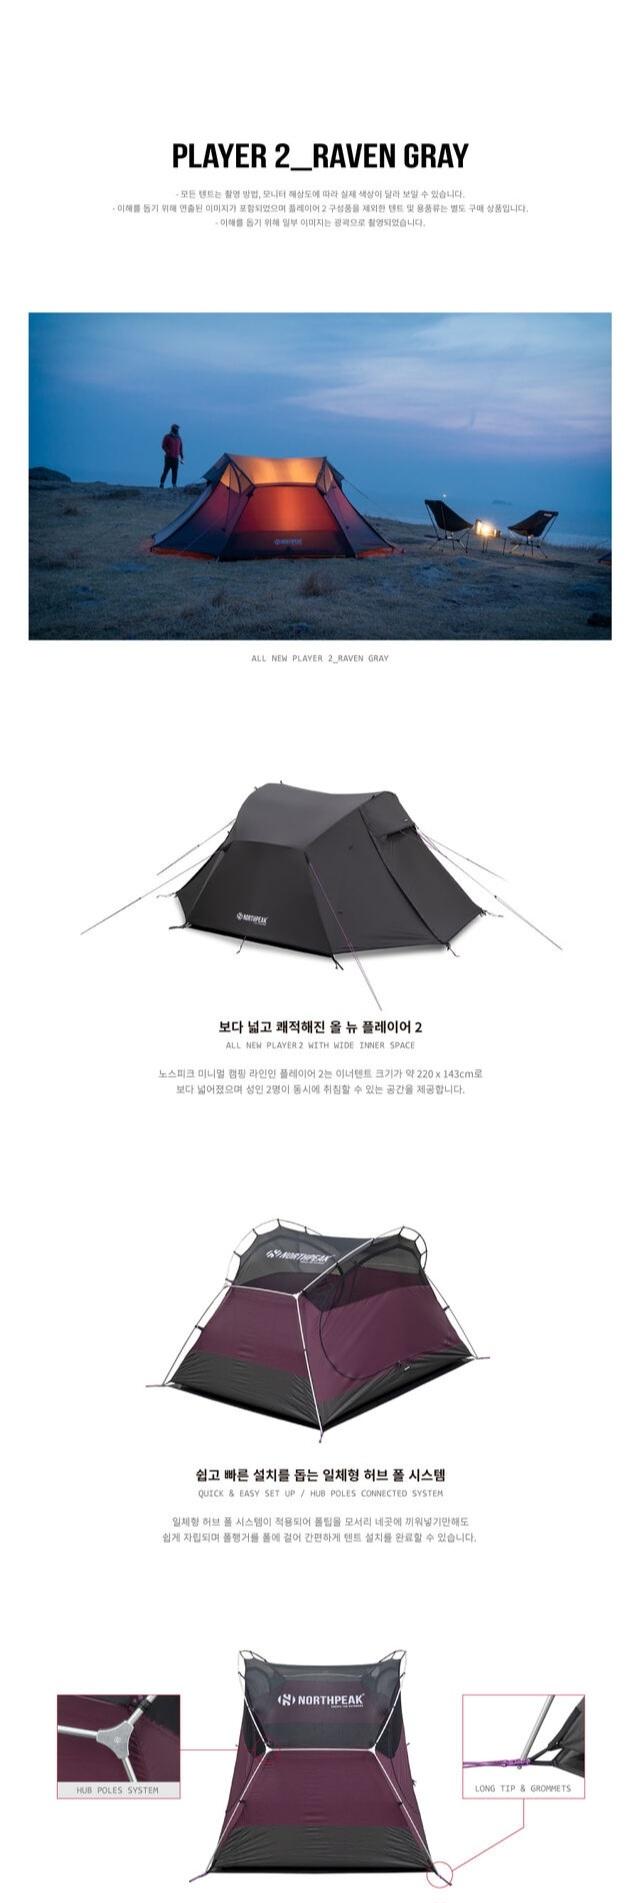 PLAYER 2_RAVEN GRAY
- 모든 텐트는 촬영 방법, 모니터 해상도에 따라 실제 색상이 달라 보일 수 있습니다.
- 이해를 돕기 위해 연출된 이미지가 포함되었으며 플레이어 2 구성품을 제외한 텐트 및 용품류는 별도 구매 상품입니다.
- 이해를 돕기 위해 일부 이미지는 광곽으로 촬영되었습니다.
NORTHPEAK
ALL NEW PLAYER 2_RAVEN GRAY
NORTHPEAK
보다 넓고 쾌적해진 올 뉴 플레이어 2
ALL NEW PLAYER2 WITH WIDE INNER SPACE
노스피크 미니멀 캠핑 라인인 플레이어 2는 이너텐트 크기가 약 220 x 143cm로
보다 넓어졌으며 성인 2명이 동시에 취침할 수 있는 공간을 제공합니다.
NORTHPEAK
쉽고 빠른 설치를 돕는 일체형 허브 폴 시스템
QUICK & EASY SET UP / HUB POLES CONNECTED SYSTEM
일체형 허브 폴 시스템이 적용되어 폴팁을 모서리 네곳에 끼워넣기만해도
쉽게 자립되며 폴행거를 폴에 걸어 간편하게 텐트 설치를 완료할 수 있습니다.
NORTHPEAK
HUB POLES SYSTEM
LONG TIP & GROMMETS